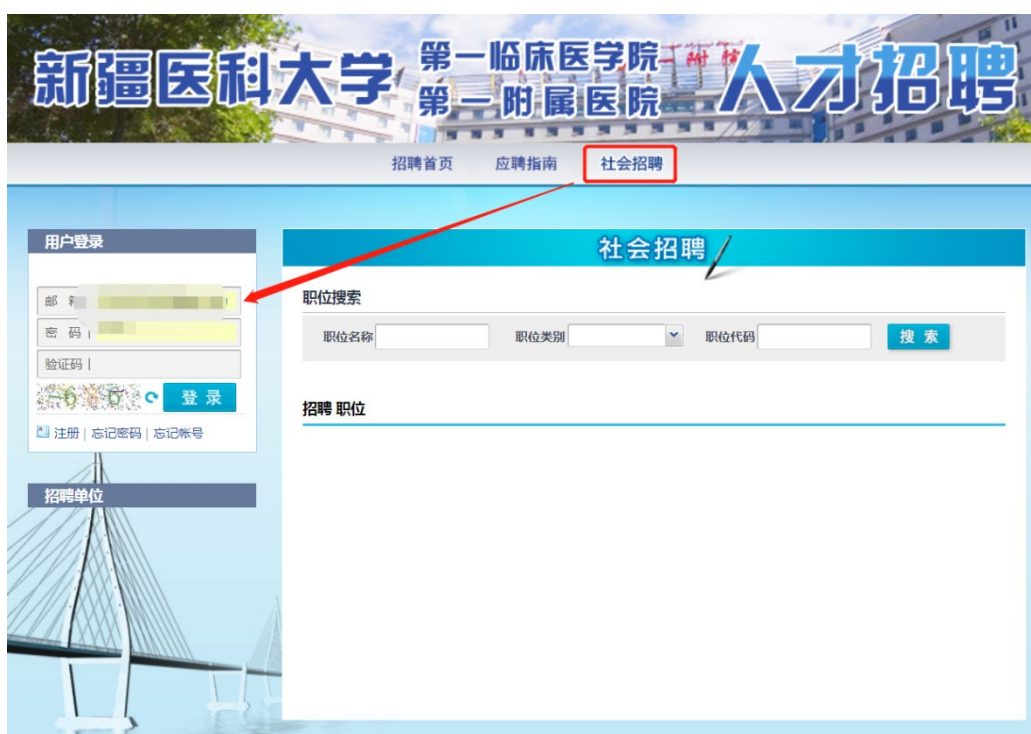 新疆医科大学
第一临床医学院
第一附属医院
人才招聘
招聘首页 应聘指南 社会招聘
用户登录
邮
密 码
验证码
登 录
注册 | 忘记密码 | 忘记帐号
招聘单位
社会招聘
职位搜索
职位名称 职位类别 职位代码 搜 索
招聘 职位